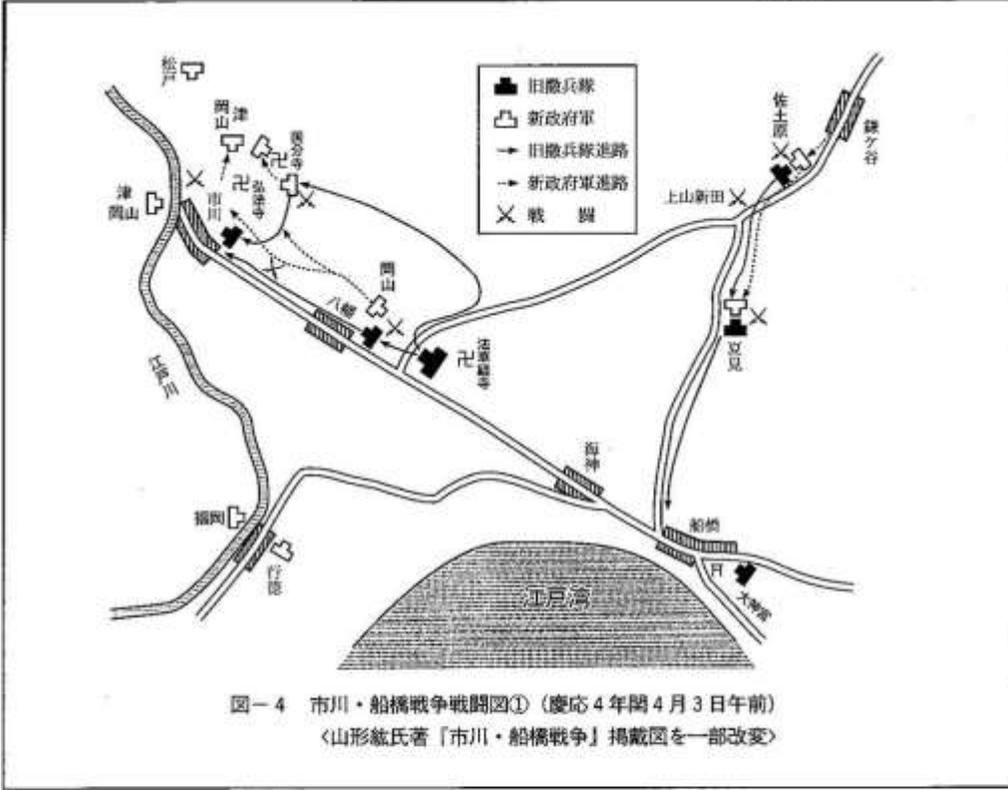 松戸
津
岡山
国分寺
卍
弘法寺
卍
津
岡山
市川
岡山
八幡
法華経寺
卍
江戸川
福岡
行徳
海神
船橋
大神宮
江戸湾
佐土原
鎌ケ谷
上山新田
夏見
旧撒兵隊
新政府軍
旧撒兵隊進路
新政府軍進路
戦 闘
図－4 市川・船橋戦争戦闘図①（慶応4年閏4月3日午前）
〈山形紘氏著『市川・船橋戦争』掲載図を一部改変〉